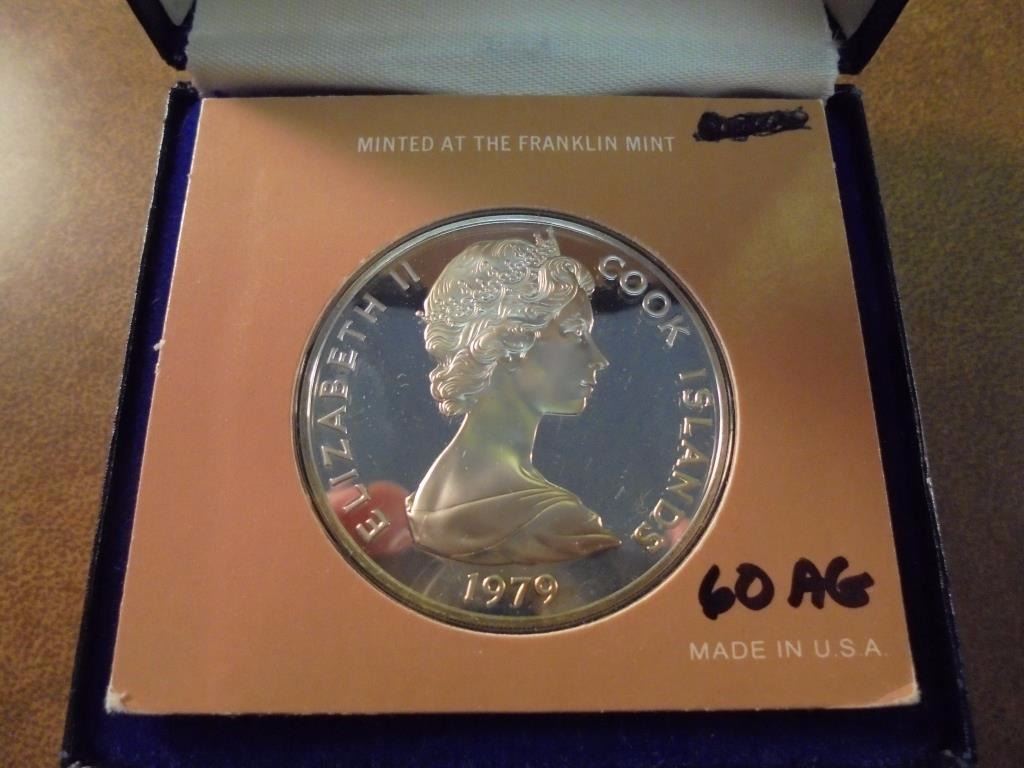 MINTED AT THE FRANKLIN MINT
ELIZABETH II
COOK ISLANDS
1979
60 AG
MADE IN U.S.A.